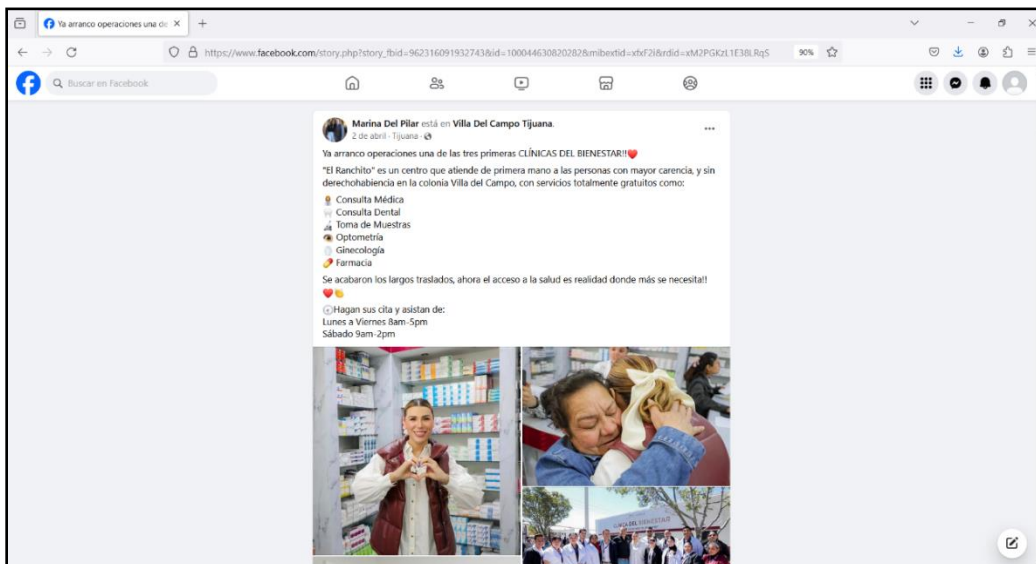 Ya arranco operaciones una de
https://www.facebook.com/story.php?story_fbid=962316091932743&id=100044630820282&mibextid=xfxF2i&rdid=xM2PGKzL1E38LRqS
90%
Buscar en Facebook
Marina Del Pilar está en Villa Del Campo Tijuana.
2 de abril · Tijuana ·
Ya arranco operaciones una de las tres primeras CLÍNICAS DEL BIENESTAR!!❤️
"El Ranchito" es un centro que atiende de primera mano a las personas con mayor carencia, y sin
derechohabiencia en la colonia Villa del Campo, con servicios totalmente gratuitos como:
Consulta Médica
Consulta Dental
Toma de Muestras
Optometría
Ginecología
Farmacia
Se acabaron los largos traslados, ahora el acceso a la salud es realidad donde más se necesita!!
❤️👏
Hagan sus cita y asistan de:
Lunes a Viernes 8am-5pm
Sábado 9am-2pm
CLÍNICA DEL BIENESTAR